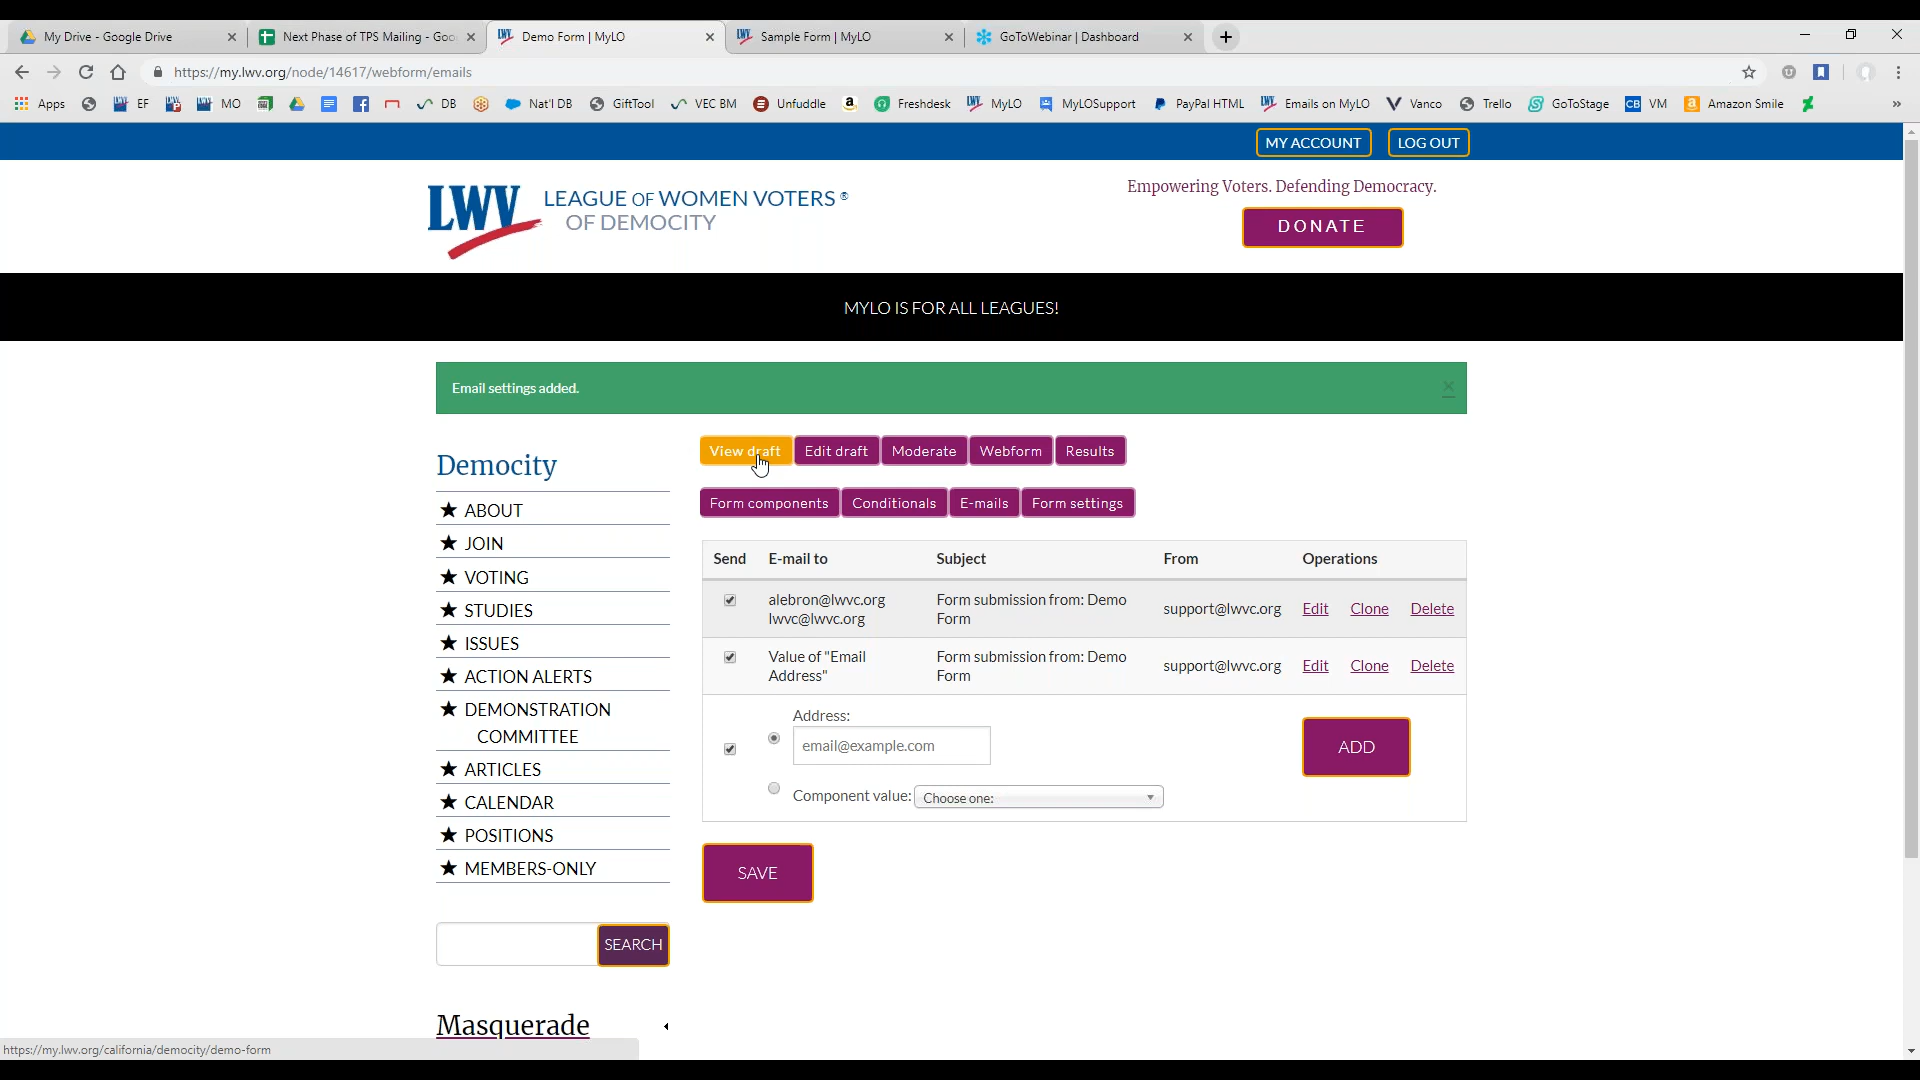 My Drive - Google Drive
Next Phase of TPS Mailing - Goo
Demo Form | MyLO
Sample Form | MyLO
GoToWebinar | Dashboard
https://my.lwv.org/node/14617/webform/emails
Apps EF MO DB Nat'l DB GiftTool VEC BM Unfuddle Freshdesk MyLO MyLOSupport PayPal HTML Emails on MyLO Vanco Trello GoToStage CB VM Amazon Smile
MY ACCOUNT LOG OUT
LWV LEAGUE OF WOMEN VOTERS ®
OF DEMOCITY
Empowering Voters. Defending Democracy.
DONATE
MYLO IS FOR ALL LEAGUES!
Email settings added.
View draft Edit draft Moderate Webform Results
Form components Conditionals E-mails Form settings
Democity
ABOUT
JOIN
VOTING
STUDIES
ISSUES
ACTION ALERTS
DEMONSTRATION
COMMITTEE
ARTICLES
CALENDAR
POSITIONS
MEMBERS-ONLY
SEARCH
Masquerade
Send E-mail to Subject From Operations
alebron@lwvc.org Form submission from: Demo
lwvc@lwvc.org Form support@lwvc.org Edit Clone Delete
Value of "Email Form submission from: Demo
Address" Form support@lwvc.org Edit Clone Delete
Address:
email@example.com
ADD
Component value: Choose one:
SAVE
https://my.lwv.org/california/democity/demo-form